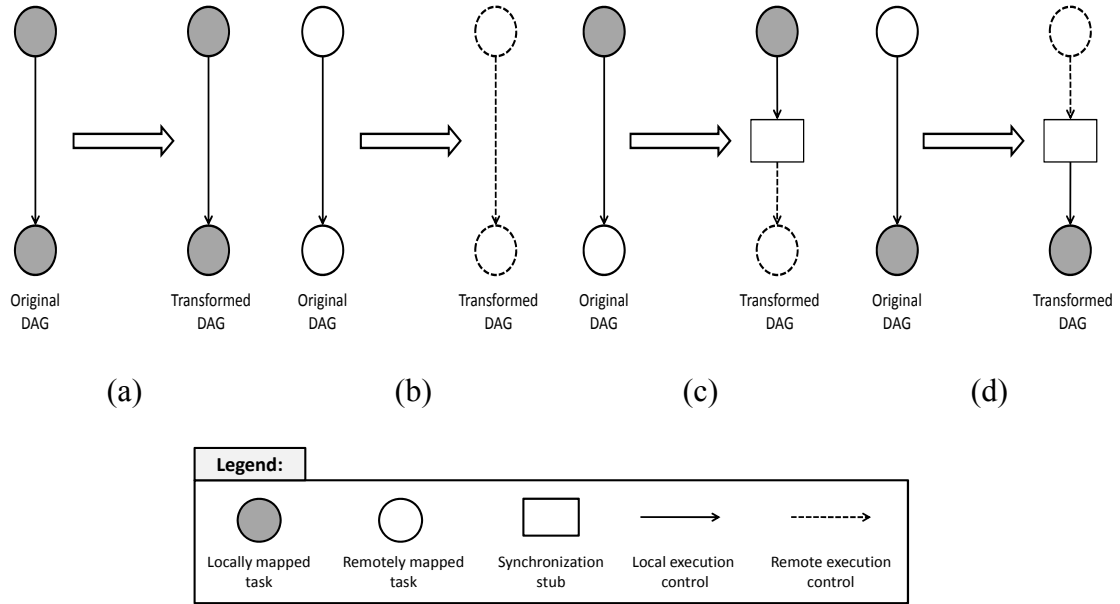 Original
DAG
Transformed
DAG
Original
DAG
Transformed
DAG
Original
DAG
Transformed
DAG
Original
DAG
Transformed
DAG
(a)
(b)
(c)
(d)
Legend:
Locally mapped
task
Remotely mapped
task
Synchronization
stub
Local execution
control
Remote execution
control